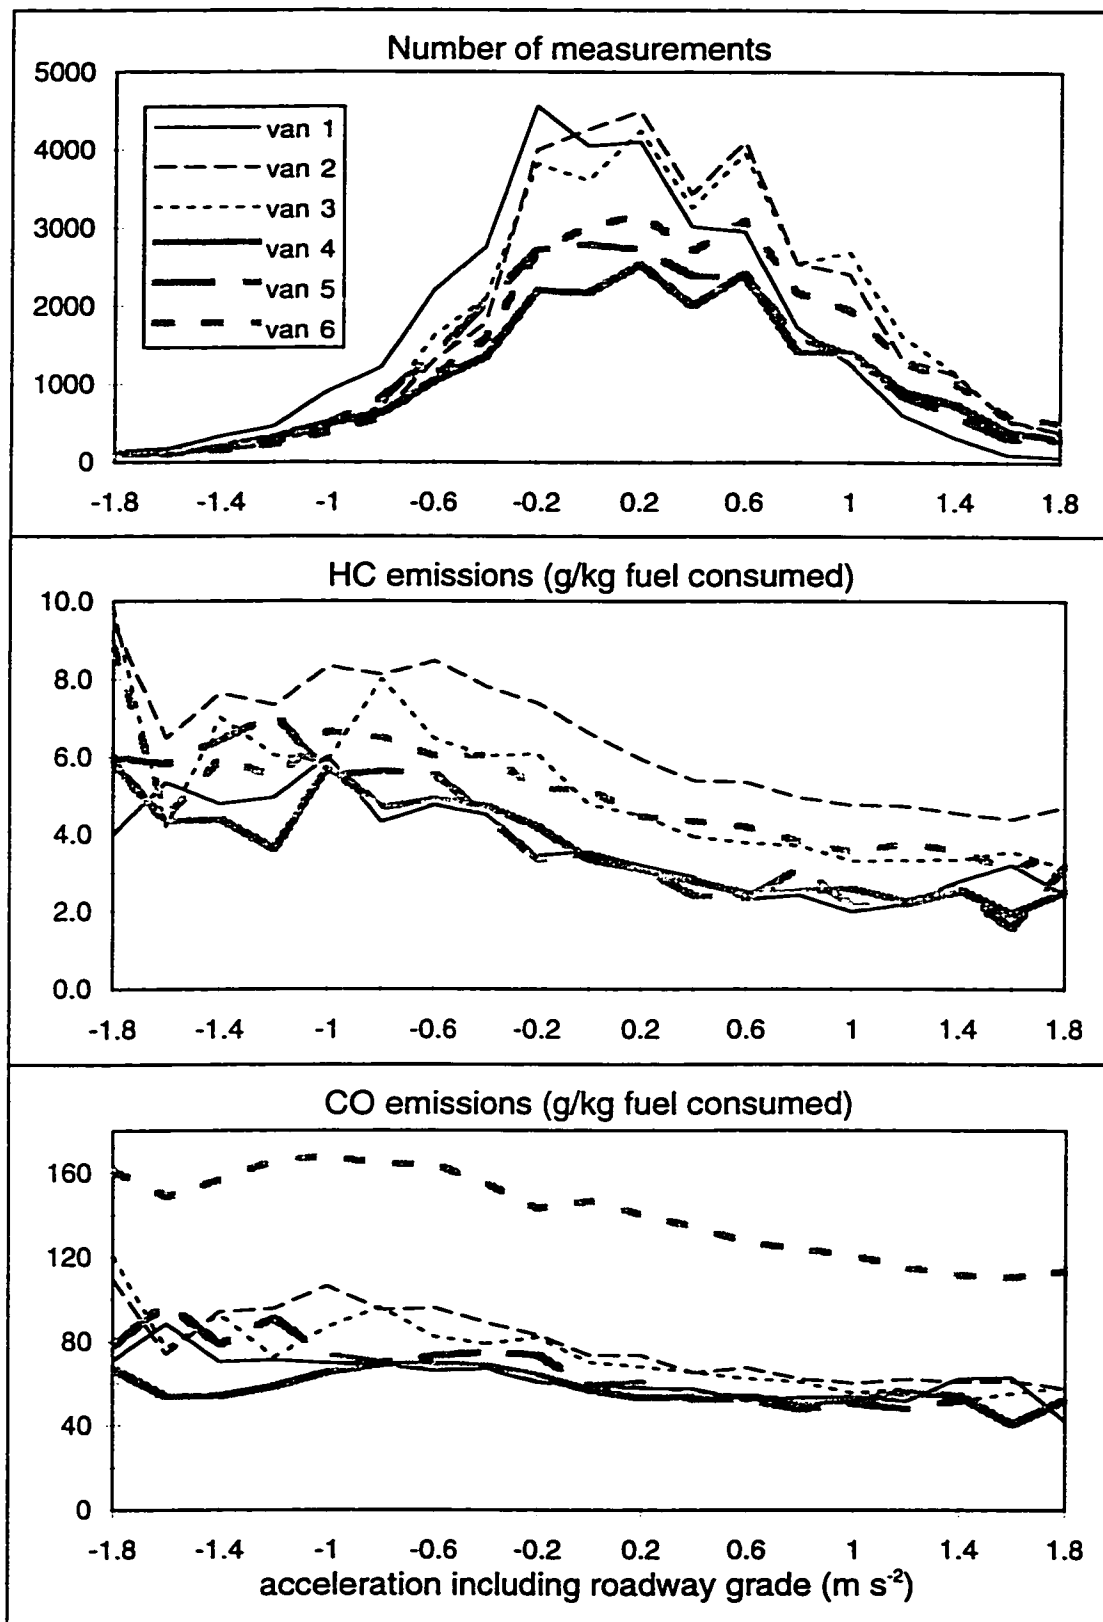 Number of measurements
5000
4000
3000
2000
1000
0
van 1
van 2
van 3
van 4
van 5
van 6
-1.8 -1.4 -1 -0.6 -0.2 0.2 0.6 1 1.4 1.8
HC emissions (g/kg fuel consumed)
10.0
8.0
6.0
4.0
2.0
0.0
-1.8 -1.4 -1 -0.6 -0.2 0.2 0.6 1 1.4 1.8
CO emissions (g/kg fuel consumed)
160
120
80
40
0
-1.8 -1.4 -1 -0.6 -0.2 0.2 0.6 1 1.4 1.8
acceleration including roadway grade (m s⁻²)